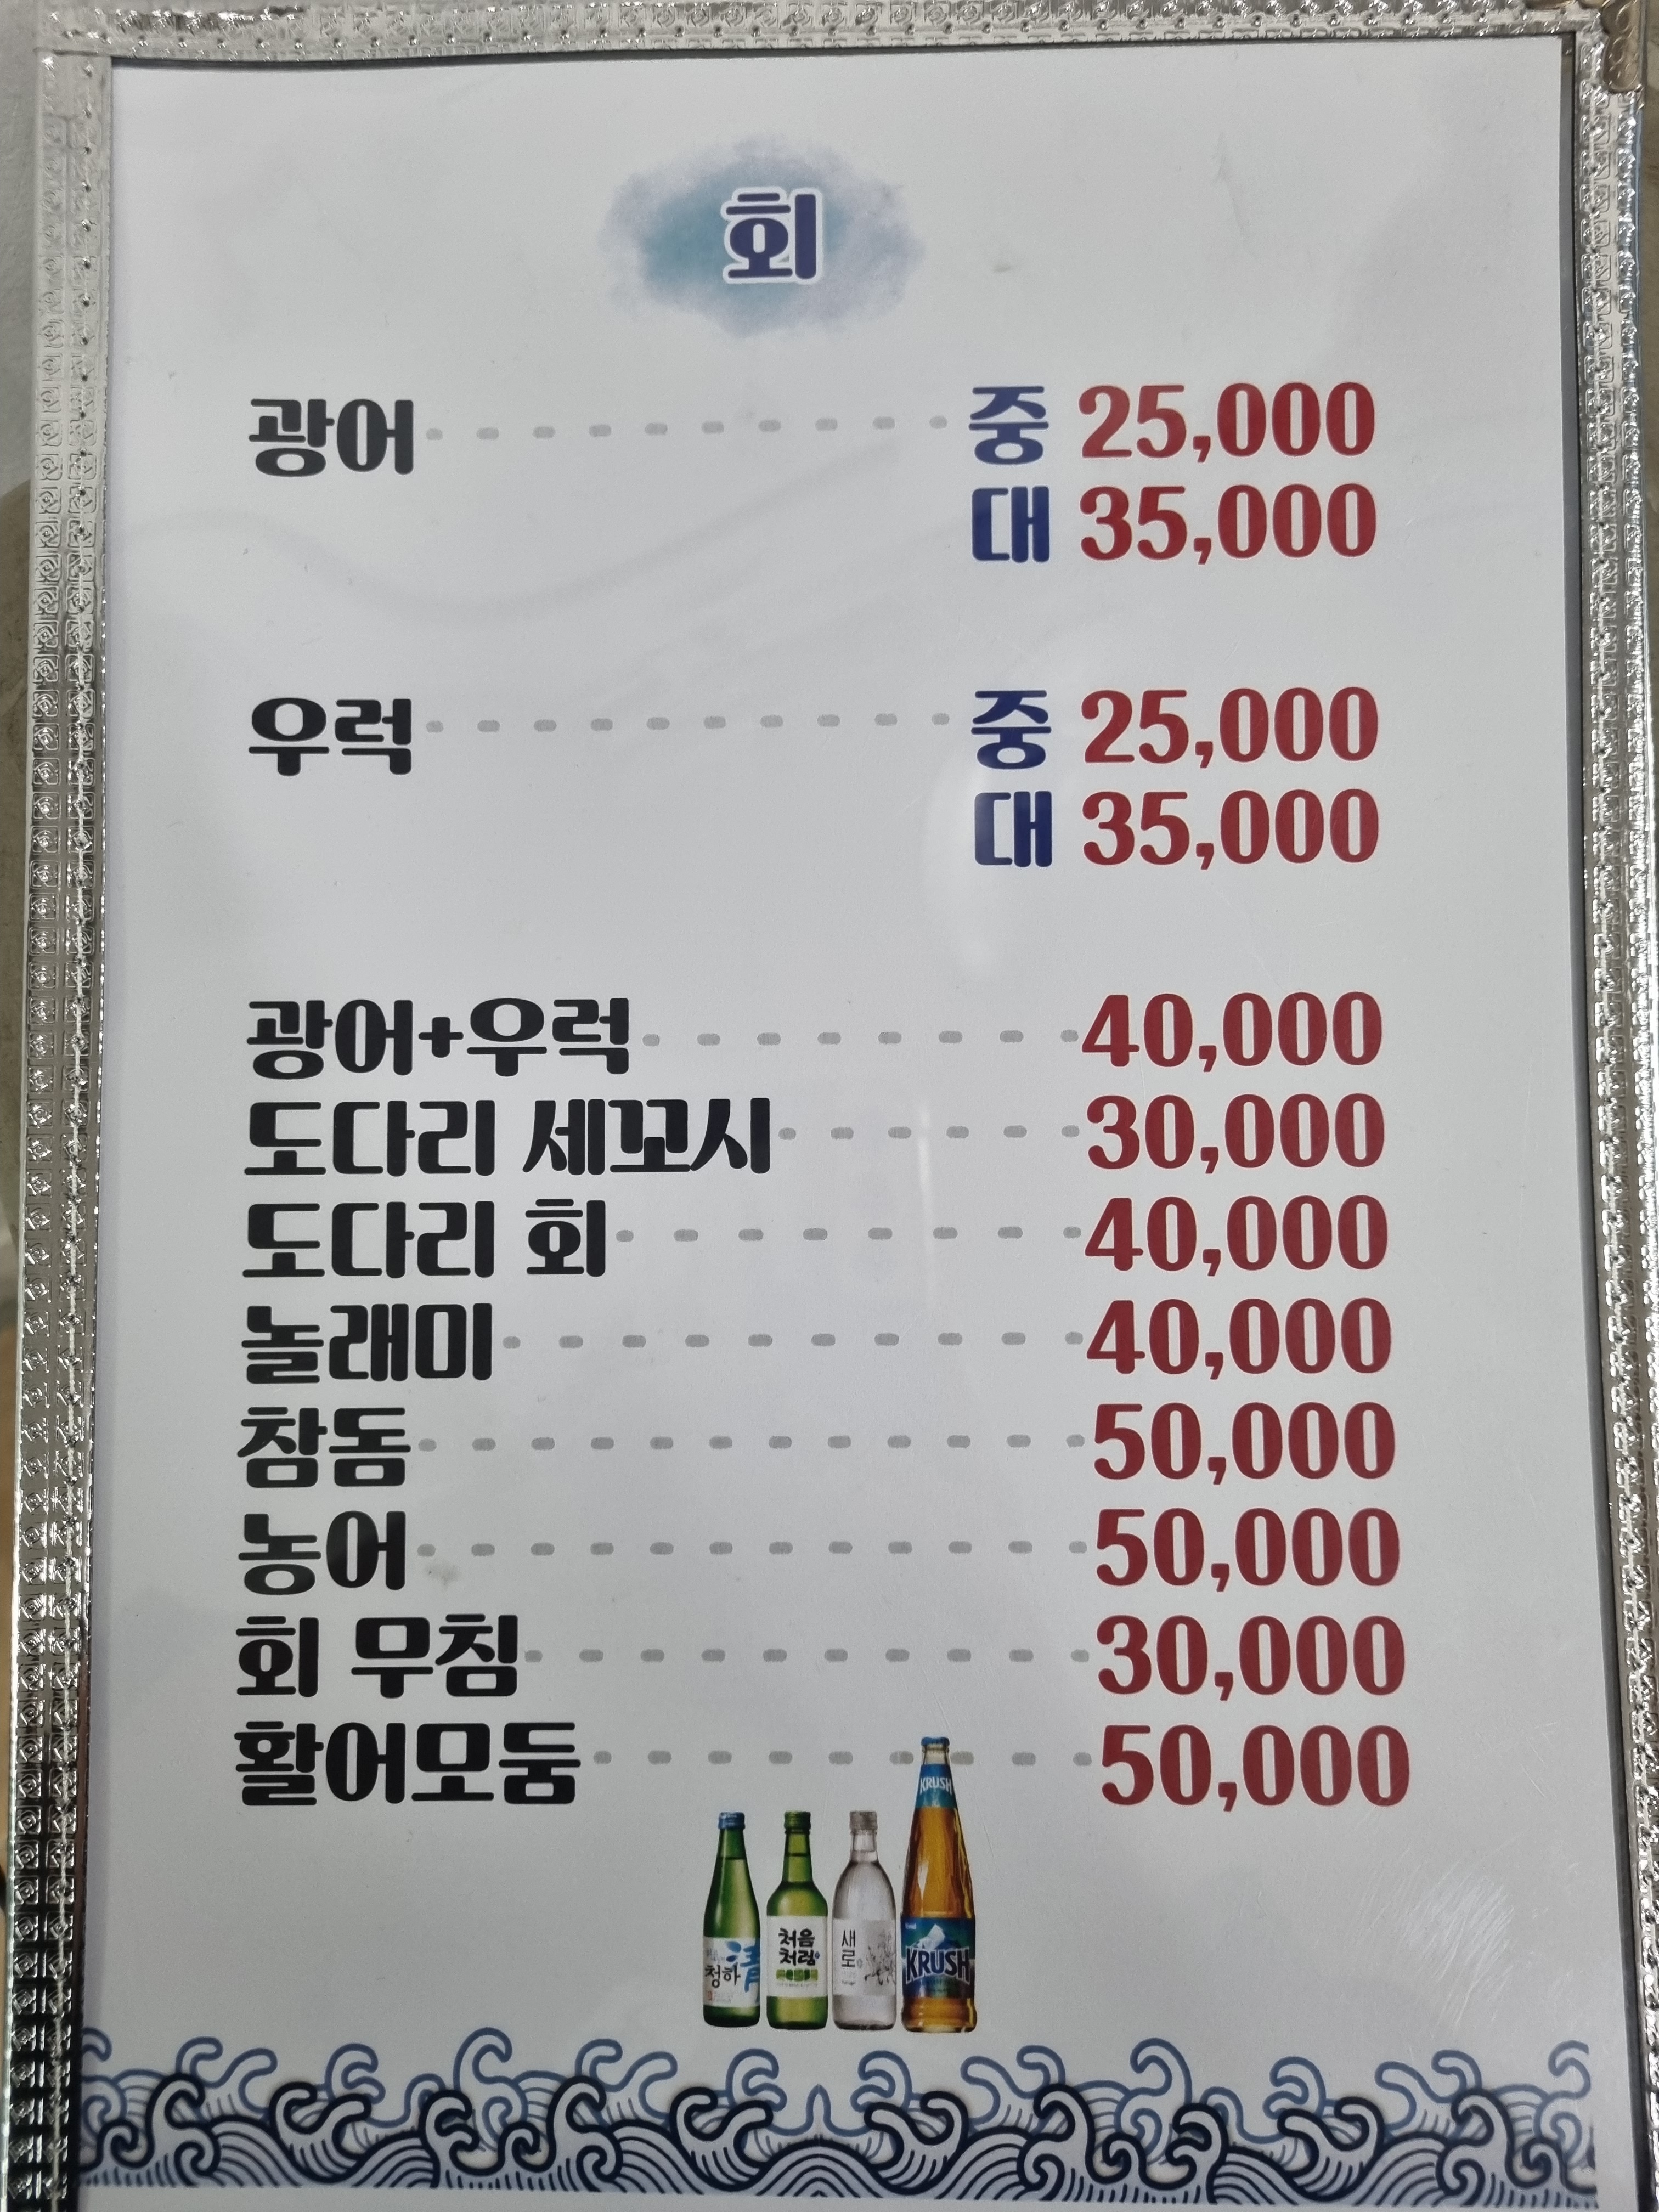 회
광어 중 25,000
대 35,000
우럭 중 25,000
대 35,000
광어+우럭 40,000
도다리 세꼬시 30,000
도다리 회 40,000
놀래미 40,000
참돔 50,000
농어 50,000
회 무침 30,000
활어모둠 50,000
KRUSH
청하 清
처음
처럼
새
로
KRUSH